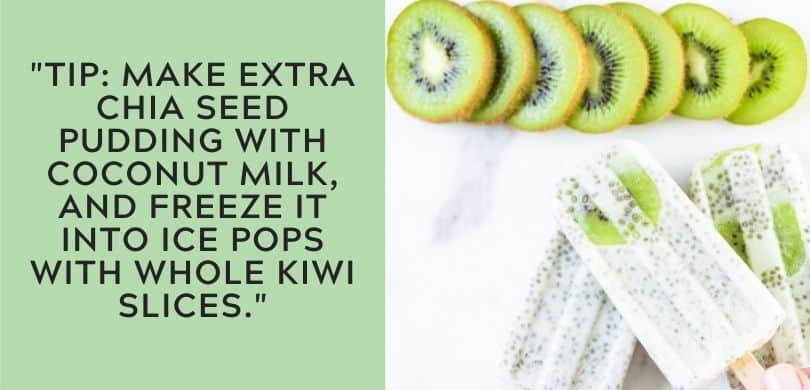 "TIP: MAKE EXTRA
CHIA SEED
PUDDING WITH
COCONUT MILK,
AND FREEZE IT
INTO ICE POPS
WITH WHOLE KIWI
SLICES."